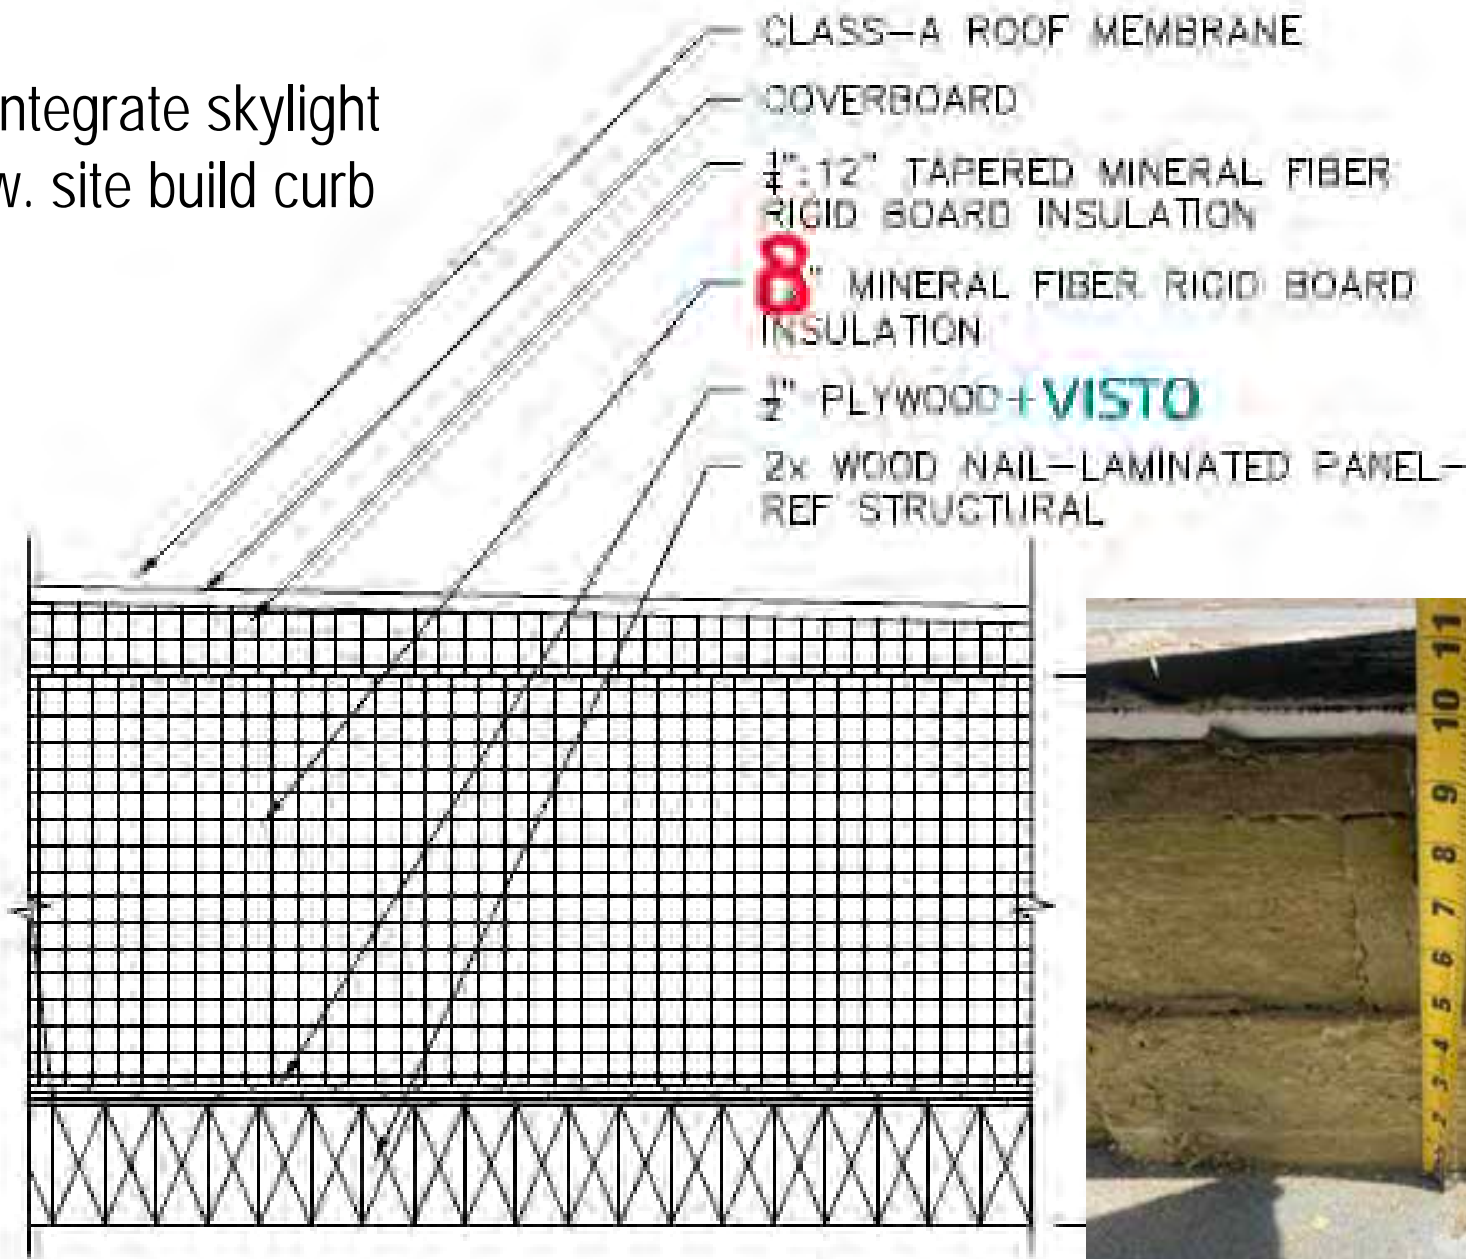 ntegrate skylight
w. site build curb
CLASS-A ROOF MEMBRANE
COVERBOARD
¼":12" TAPERED MINERAL FIBER
RIGID BOARD INSULATION
8" MINERAL FIBER RIGID BOARD
INSULATION
½" PLYWOOD + VISTO
2x WOOD NAIL-LAMINATED PANEL-
REF STRUCTURAL
11
10
9
8
7
6
5
4
3
2